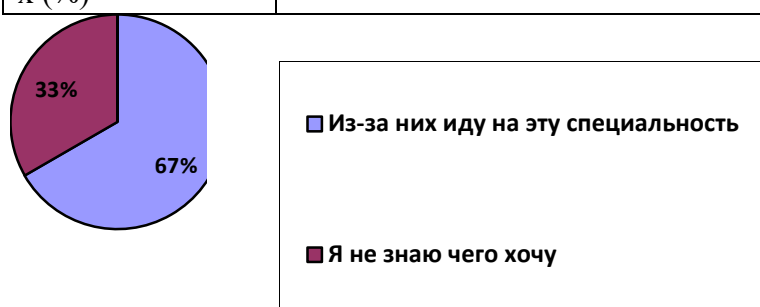 х (%)
33%
67%
Из-за них иду на эту специальность
Я не знаю чего хочу